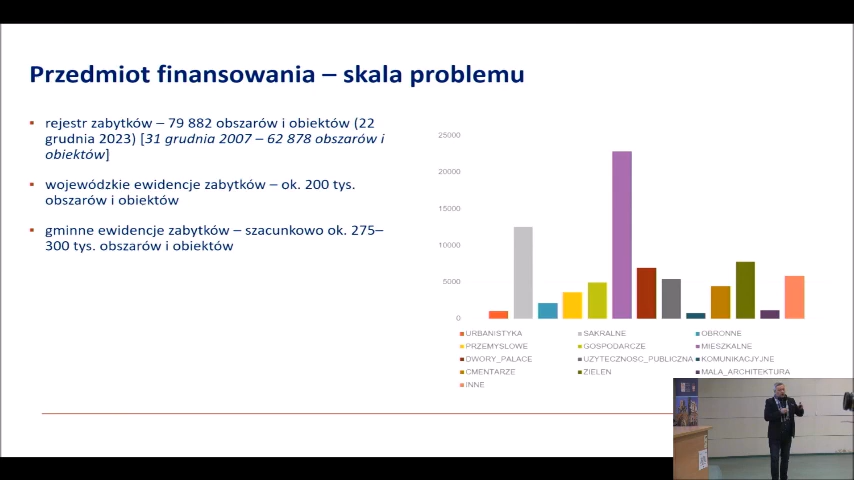 Przedmiot finansowania – skala problemu
▪ rejestr zabytków – 79 882 obszarów i obiektów (22
grudnia 2023) [31 grudnia 2007 – 62 878 obszarów i
obiektów]
▪ wojewódzkie ewidencje zabytków – ok. 200 tys.
obszarów i obiektów
▪ gminne ewidencje zabytków – szacunkowo ok. 275–
300 tys. obszarów i obiektów
25000
20000
15000
10000
5000
0
URBANISTYKA SAKRALNE OBRONNE
PRZEMYSLOWE GOSPODARCZE MIESZKALNE
DWORY_PALACE UZYTECZNOSC_PUBLICZNA KOMUNIKACYJNE
CMENTARZE ZIELEN MALA_ARCHITEKTURA
INNE